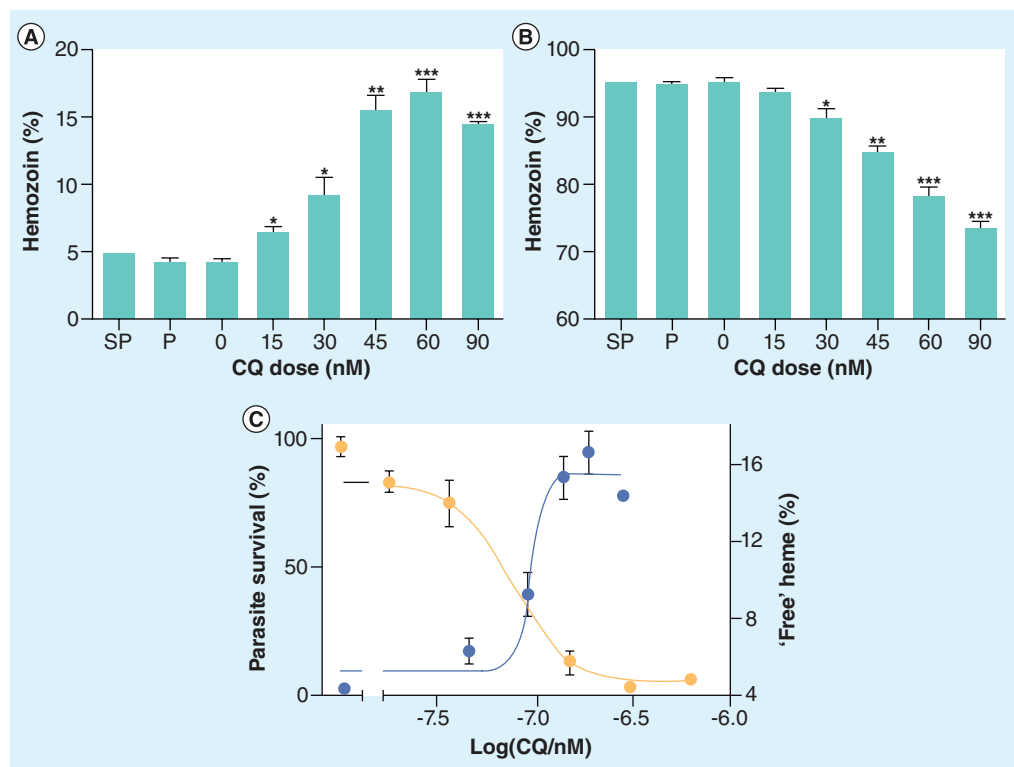 A
20
15
10
5
0
Hemozoin (%)
* * ** *** ***
SP P 0 15 30 45 60 90
CQ dose (nM)
B
100
90
80
70
60
Hemozoin (%)
* ** *** ***
SP P 0 15 30 45 60 90
CQ dose (nM)
C
100
50
0
Parasite survival (%)
16
12
8
4
'Free' heme (%)
-7.5 -7.0 -6.5 -6.0
Log(CQ/nM)